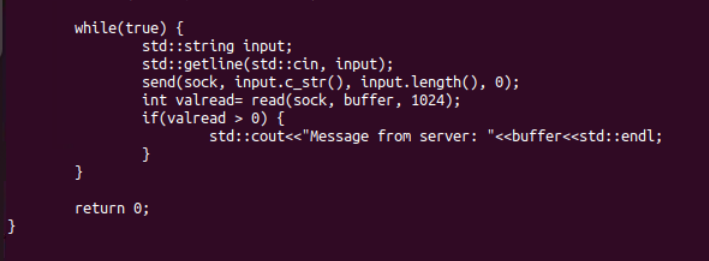 while(true) {
std::string input;
std::getline(std::cin, input);
send(sock, input.c_str(), input.length(), 0);
int valread= read(sock, buffer, 1024);
if(valread > 0) {
std::cout<<"Message from server: "<<buffer<<std::endl;
}
}
return 0;
}